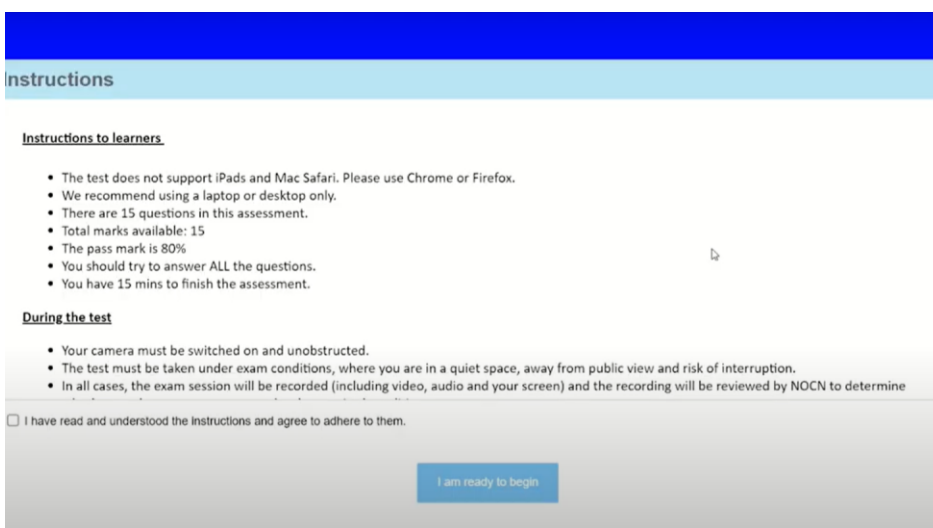 Instructions
Instructions to learners
The test does not support iPads and Mac Safari. Please use Chrome or Firefox.
We recommend using a laptop or desktop only.
There are 15 questions in this assessment.
Total marks available: 15
The pass mark is 80%
You should try to answer ALL the questions.
You have 15 mins to finish the assessment.
During the test
Your camera must be switched on and unobstructed.
The test must be taken under exam conditions, where you are in a quiet space, away from public view and risk of interruption.
In all cases, the exam session will be recorded (including video, audio and your screen) and the recording will be reviewed by NOCN to determine
I have read and understood the instructions and agree to adhere to them.
I am ready to begin